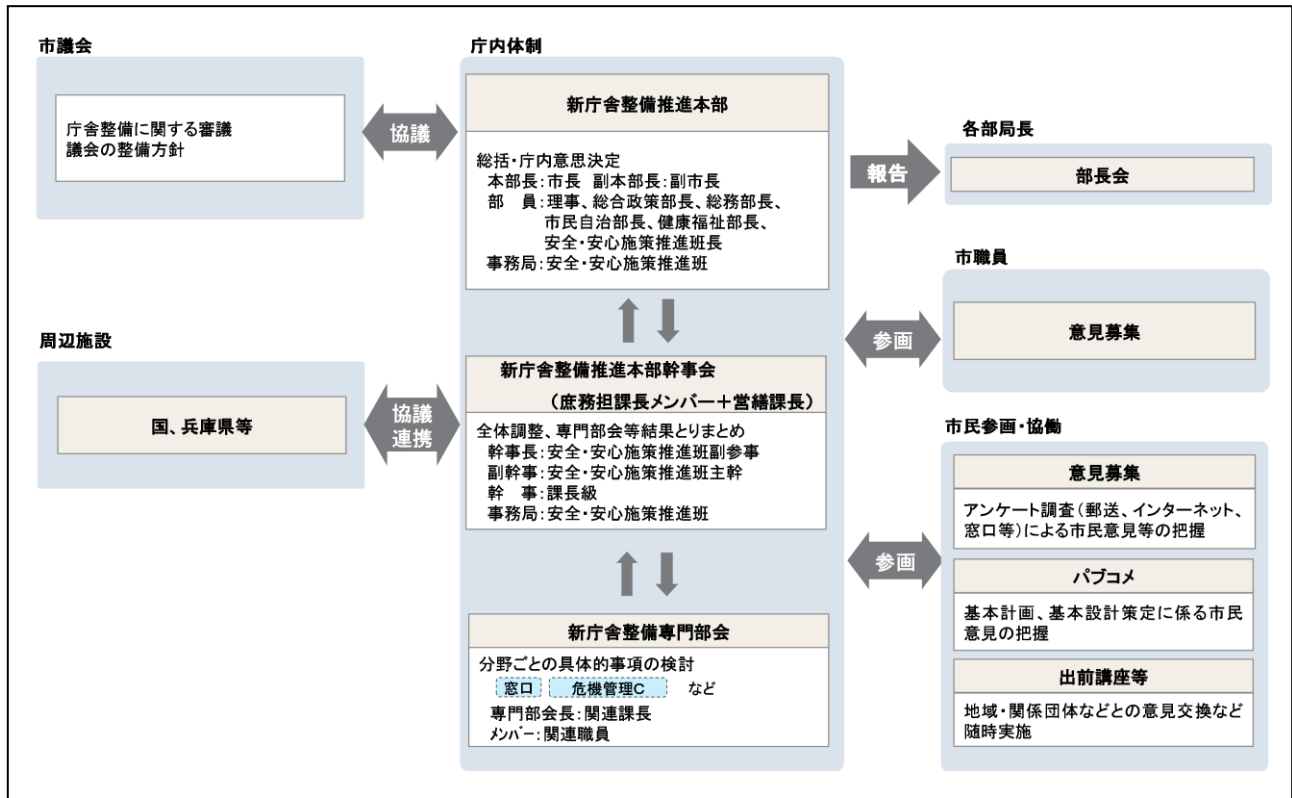 市議会
庁舎整備に関する審議
議会の整備方針
協議
周辺施設
国、兵庫県等
協議
連携
庁内体制
新庁舎整備推進本部
総括・庁内意思決定
本部長：市長 副本部長：副市長
部　員：理事、総合政策部長、総務部長、
市民自治部長、健康福祉部長、
安全・安心施策推進班長
事務局：安全・安心施策推進班
新庁舎整備推進本部幹事会
（庶務担課長メンバー＋営繕課長）
全体調整、専門部会等結果とりまとめ
幹事長：安全・安心施策推進班副参事
副幹事：安全・安心施策推進班主幹
幹　事：課長級
事務局：安全・安心施策推進班
新庁舎整備専門部会
分野ごとの具体的事項の検討
窓口 危機管理C など
専門部会長：関連課長
ﾒﾝﾊﾞｰ：関連職員
報告
各部局長
部長会
参画
市職員
意見募集
参画
市民参画・協働
意見募集
アンケート調査（郵送、インターネット、
窓口等）による市民意見等の把握
パブコメ
基本計画、基本設計策定に係る市民
意見の把握
出前講座等
地域・関係団体などとの意見交換など
随時実施